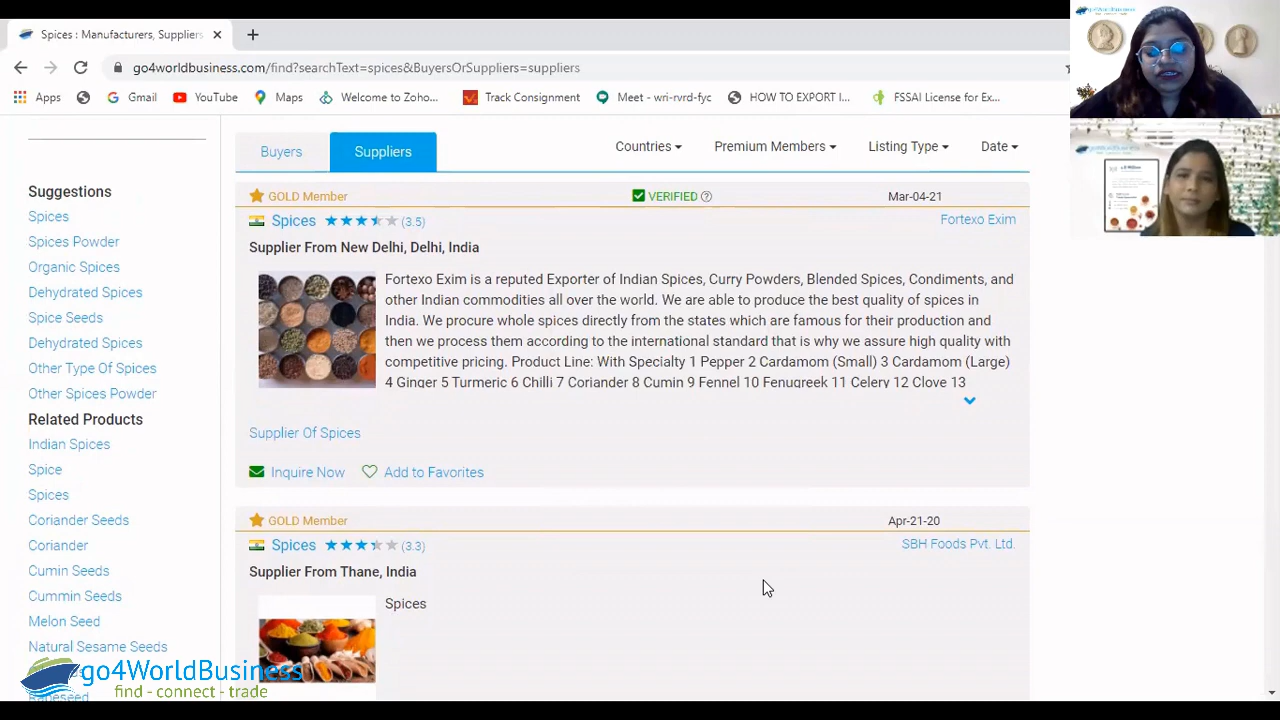 Spices : Manufacturers, Suppliers
go4worldbusiness.com/find?searchText=spices&BuyersOrSuppliers=suppliers
Apps
Gmail
YouTube
Maps
Welcome to Zoho...
Track Consignment
Meet - wri-rvrd-fyc
HOW TO EXPORT I...
FSSAI License for Ex...
Buyers
Suppliers
Countries
Premium Members
Listing Type
Date
Suggestions
Spices
Spices Powder
Organic Spices
Dehydrated Spices
Spice Seeds
Dehydrated Spices
Other Type Of Spices
Other Spices Powder
Related Products
Indian Spices
Spice
Spices
Coriander Seeds
Coriander
Cumin Seeds
Cummin Seeds
Melon Seed
Natural Sesame Seeds
Rapeseed
VERIFIED
Mar-04-21
Spices
Fortexo Exim
Supplier From New Delhi, Delhi, India
Fortexo Exim is a reputed Exporter of Indian Spices, Curry Powders, Blended Spices, Condiments, and
other Indian commodities all over the world. We are able to produce the best quality of spices in
India. We procure whole spices directly from the states which are famous for their production and
then we process them according to the international standard that is why we assure high quality with
competitive pricing. Product Line: With Specialty 1 Pepper 2 Cardamom (Small) 3 Cardamom (Large)
4 Ginger 5 Turmeric 6 Chilli 7 Coriander 8 Cumin 9 Fennel 10 Fenugreek 11 Celery 12 Clove 13
Supplier Of Spices
Inquire Now
Add to Favorites
GOLD Member
Apr-21-20
Spices
(3.3)
SBH Foods Pvt. Ltd.
Supplier From Thane, India
Spices
go4WorldBusiness
find - connect - trade